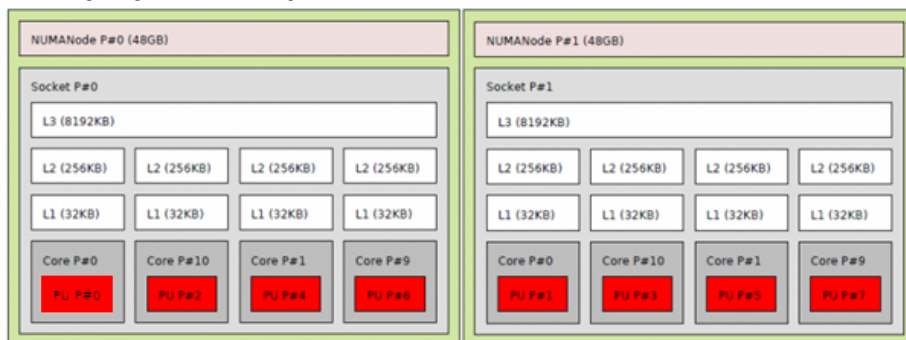 NUMANode P#0 (48GB)
Socket P#0
L3 (8192KB)
L2 (256KB) L2 (256KB) L2 (256KB) L2 (256KB)
L1 (32KB) L1 (32KB) L1 (32KB) L1 (32KB)
Core P#0 Core P#10 Core P#1 Core P#9
PU P#0 PU P#2 PU P#4 PU P#6
NUMANode P#1 (48GB)
Socket P#1
L3 (8192KB)
L2 (256KB) L2 (256KB) L2 (256KB) L2 (256KB)
L1 (32KB) L1 (32KB) L1 (32KB) L1 (32KB)
Core P#0 Core P#10 Core P#1 Core P#9
PU P#1 PU P#3 PU P#5 PU P#7